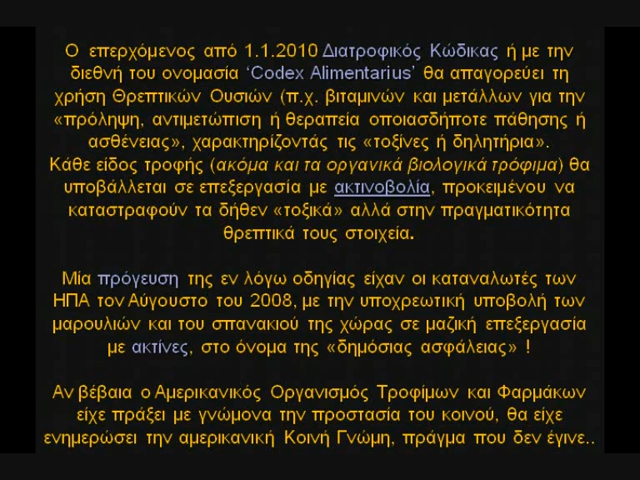 Ο επερχόμενος από 1.1.2010 Διατροφικός Κώδικας ή με την
διεθνή του ονομασία ‘Codex Alimentarius’ θα απαγορεύει τη
χρήση Θρεπτικών Ουσιών (π.χ. βιταμινών και μετάλλων για την
«πρόληψη, αντιμετώπιση ή θεραπεία οποιασδήποτε πάθησης ή
ασθένειας», χαρακτηρίζοντάς τις «τοξίνες ή δηλητήρια».
Κάθε είδος τροφής (ακόμα και τα οργανικά βιολογικά τρόφιμα) θα
υποβάλλεται σε επεξεργασία με ακτινοβολία, προκειμένου να
καταστραφούν τα δήθεν «τοξικά» αλλά στην πραγματικότητα
θρεπτικά τους στοιχεία.
Μία πρόγευση της εν λόγω οδηγίας είχαν οι καταναλωτές των
ΗΠΑ τον Αύγουστο του 2008, με την υποχρεωτική υποβολή των
μαρουλιών και του σπανακιού της χώρας σε μαζική επεξεργασία
με ακτίνες, στο όνομα της «δημόσιας ασφάλειας» !
Αν βέβαια ο Αμερικανικός Οργανισμός Τροφίμων και Φαρμάκων
είχε πράξει με γνώμονα την προστασία του κοινού, θα είχε
ενημερώσει την αμερικανική Κοινή Γνώμη, πράγμα που δεν έγινε..